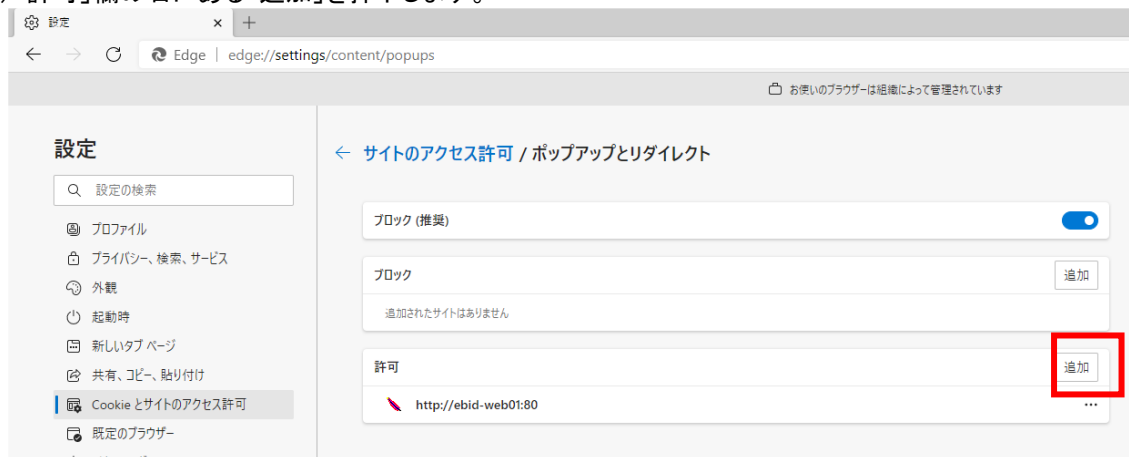 設定
Edge | edge://settings/content/popups
お使いのブラウザーは組織によって管理されています
設定
サイトのアクセス許可 / ポップアップとリダイレクト
設定の検索
プロファイル
プライバシー、検索、サービス
外観
起動時
新しいタブ ページ
共有、コピー、貼り付け
Cookie とサイトのアクセス許可
既定のブラウザー
ブロック (推奨)
ブロック
追加
追加されたサイトはありません
許可
追加
http://ebid-web01:80